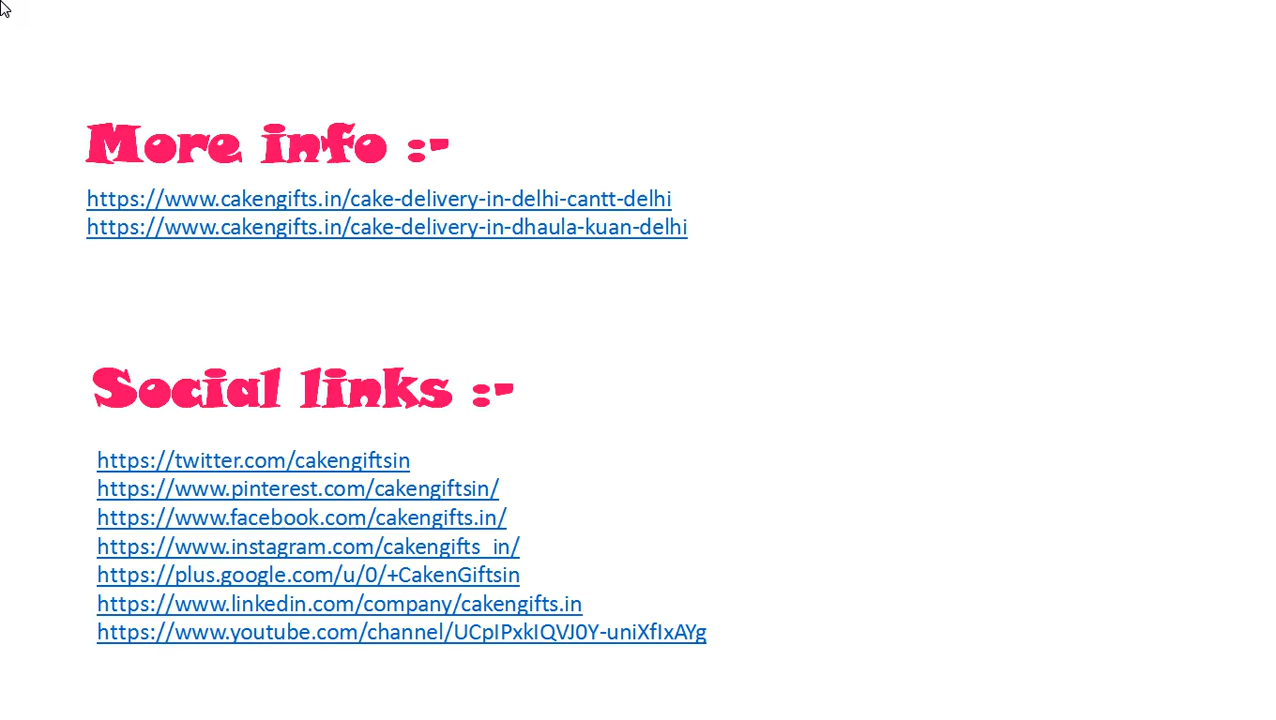 More info :-
https://www.cakengifts.in/cake-delivery-in-delhi-cantt-delhi
https://www.cakengifts.in/cake-delivery-in-dhaula-kuan-delhi
Social links :-
https://twitter.com/cakengiftsin
https://www.pinterest.com/cakengiftsin/
https://www.facebook.com/cakengifts.in/
https://www.instagram.com/cakengifts_in/
https://plus.google.com/u/0/+CakenGiftsin
https://www.linkedin.com/company/cakengifts.in
https://www.youtube.com/channel/UCpIPxkIQVJ0Y-uniXfIxAYg